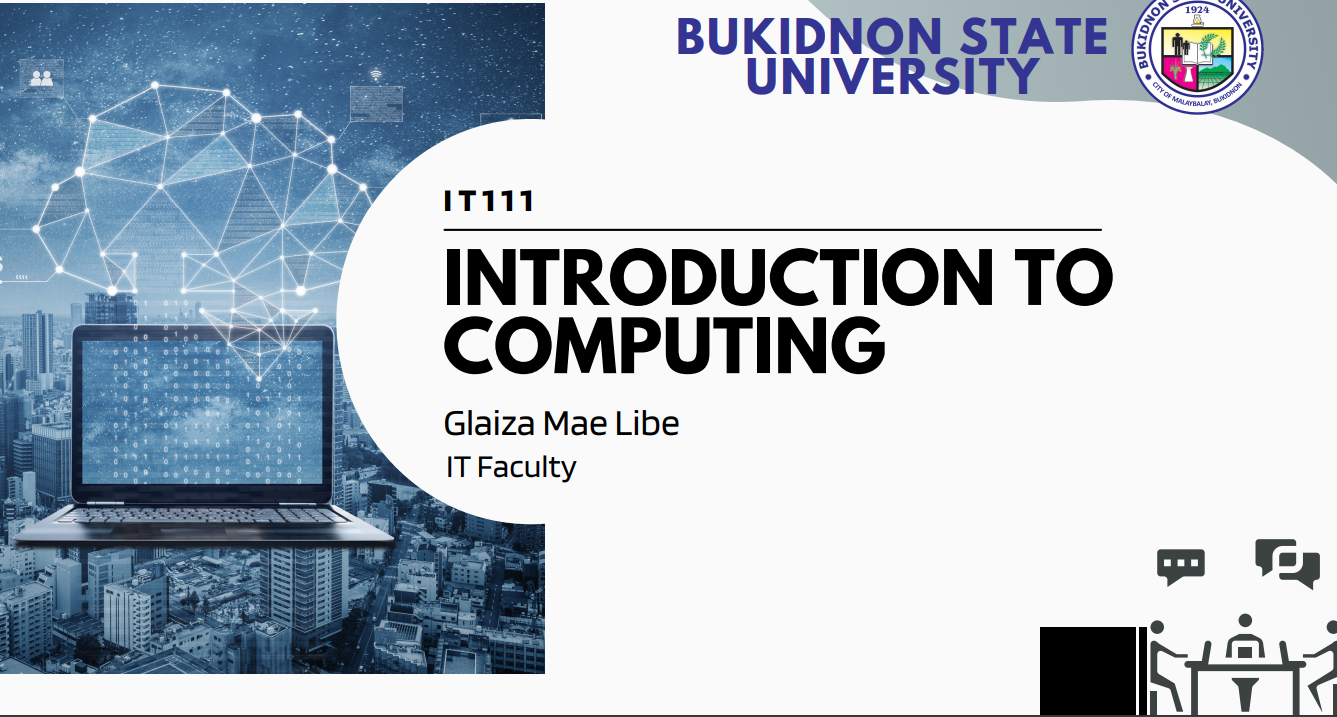 BUKIDNON STATE
UNIVERSITY
BUKIDNON STATE UNIVERSITY
1924
CITY OF MALAYBALAY, BUKIDNON
IT111
INTRODUCTION TO
COMPUTING
Glaiza Mae Libe
IT Faculty